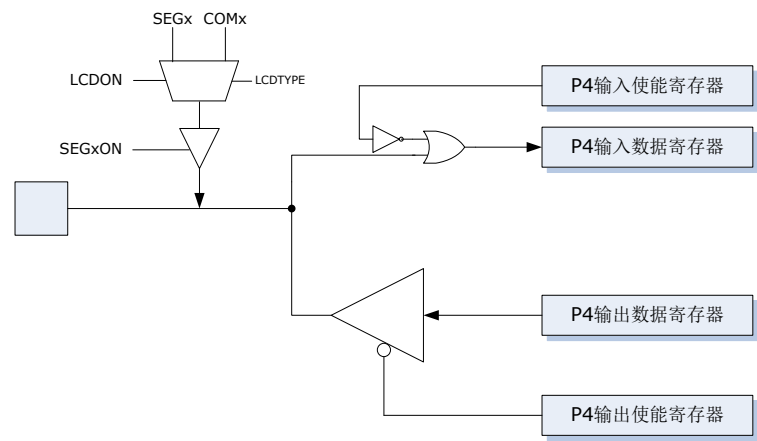 SEGx COMx
LCDON
LCDTYPE
SEGxON
P4输入使能寄存器
P4输入数据寄存器
P4输出数据寄存器
P4输出使能寄存器